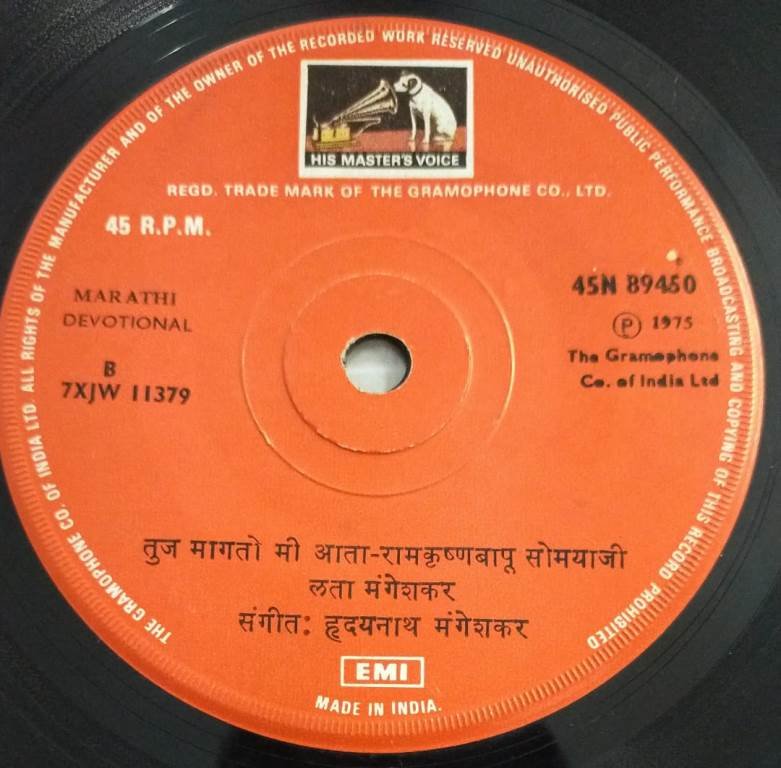 THE GRAMOPHONE CO. OF INDIA LTD. ALL RIGHTS OF THE MANUFACTURER AND OF THE OWNER OF THE RECORDED WORK RESERVED UNAUTHORISED PUBLIC PERFORMANCE BROADCASTING AND COPYING OF THIS RECORD PROHIBITED
HIS MASTER'S VOICE
REGD. TRADE MARK OF THE GRAMOPHONE CO., LTD.
45 R.P.M.
MARATHI
DEVOTIONAL
B
7XJW 11379
45N 89450
Ⓟ 1975
The Gramophone
Co. of India Ltd
तुज मागतो मी आता-रामकृष्णबापू सोमयाजी
लता मंगेशकर
संगीत: हृदयनाथ मंगेशकर
EMI
MADE IN INDIA.